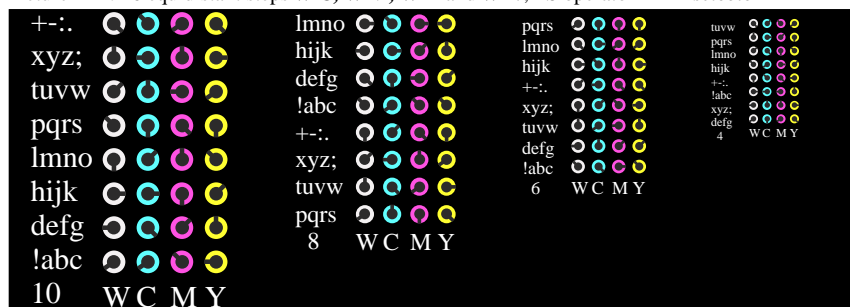 +-:.
xyz;
tuvw
pqrs
lmno
hijk
defg
!abc
10 W C M Y
lmno
hijk
defg
!abc
+-:.
xyz;
tuvw
pqrs
8 W C M Y
pqrs
lmno
hijk
+-:.
xyz;
tuvw
defg
!abc
6 W C M Y
tuvw
pqrs
lmno
hijk
+-:.
!abc
xyz;
defg
4 W C M Y